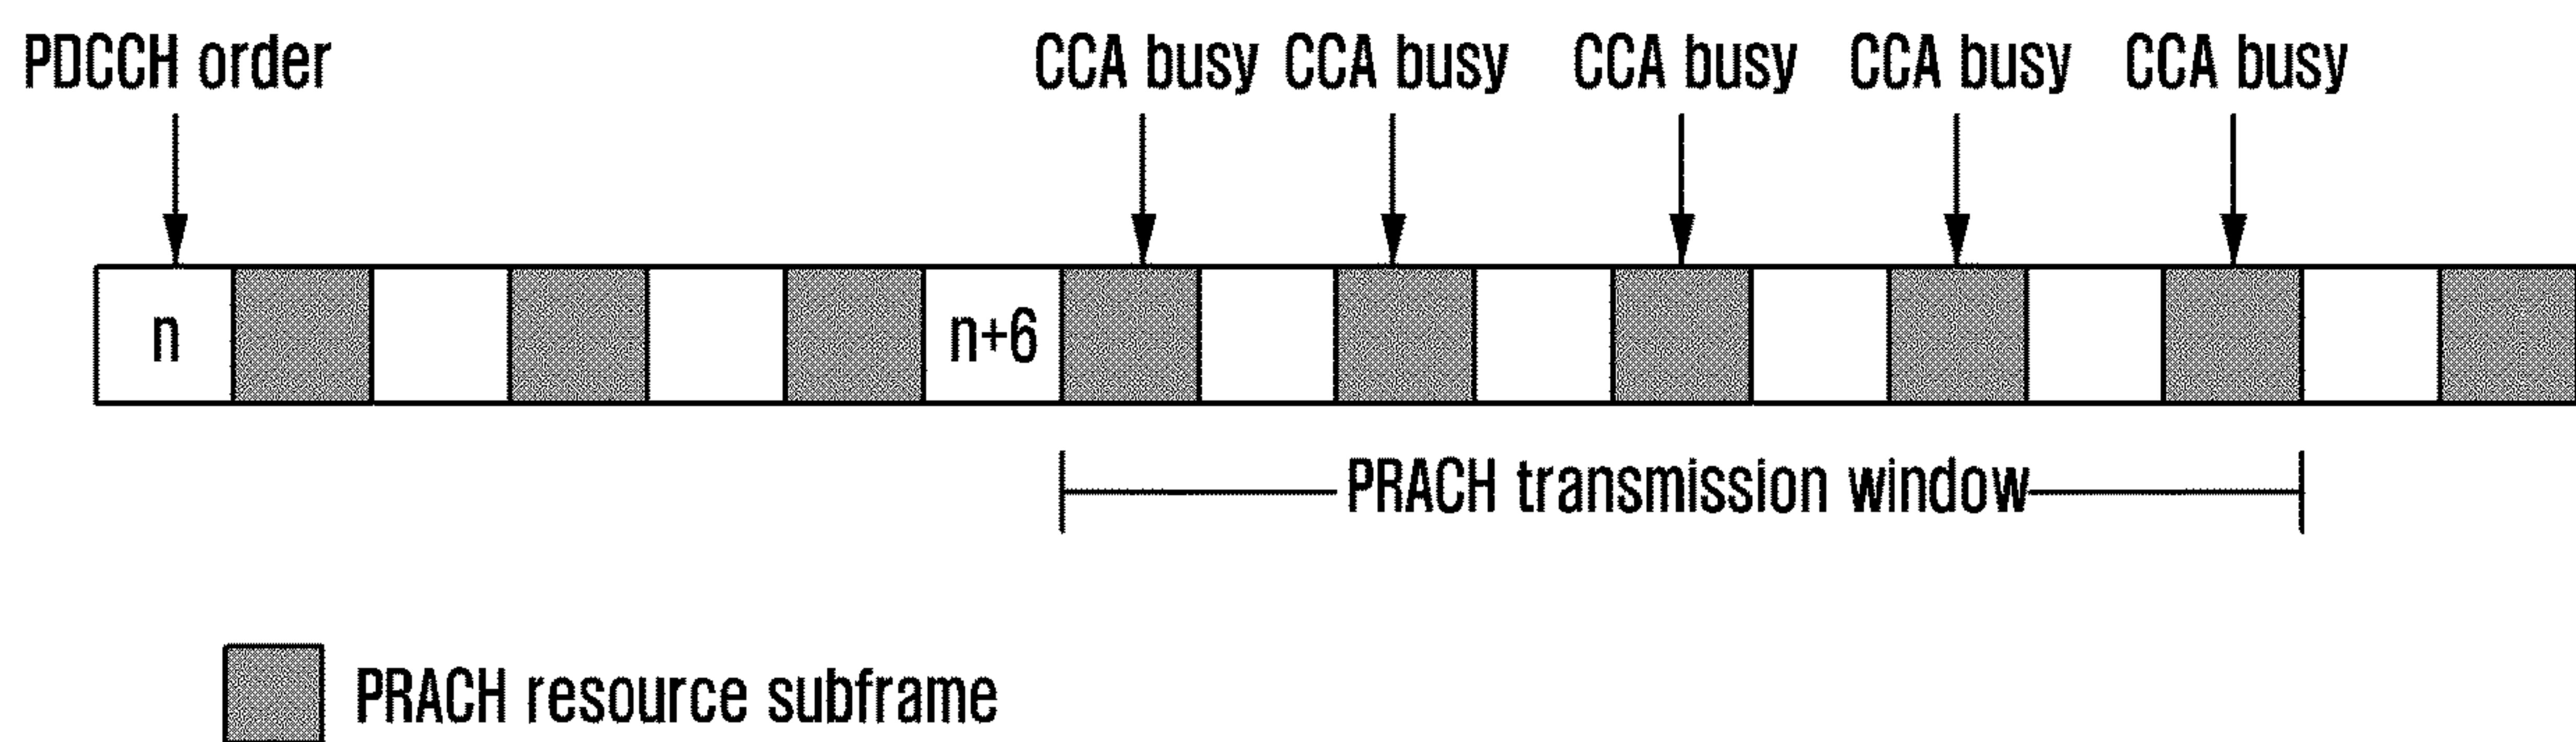 PDCCH order
CCA busy CCA busy CCA busy CCA busy CCA busy
n
n+6
PRACH transmission window
PRACH resource subframe